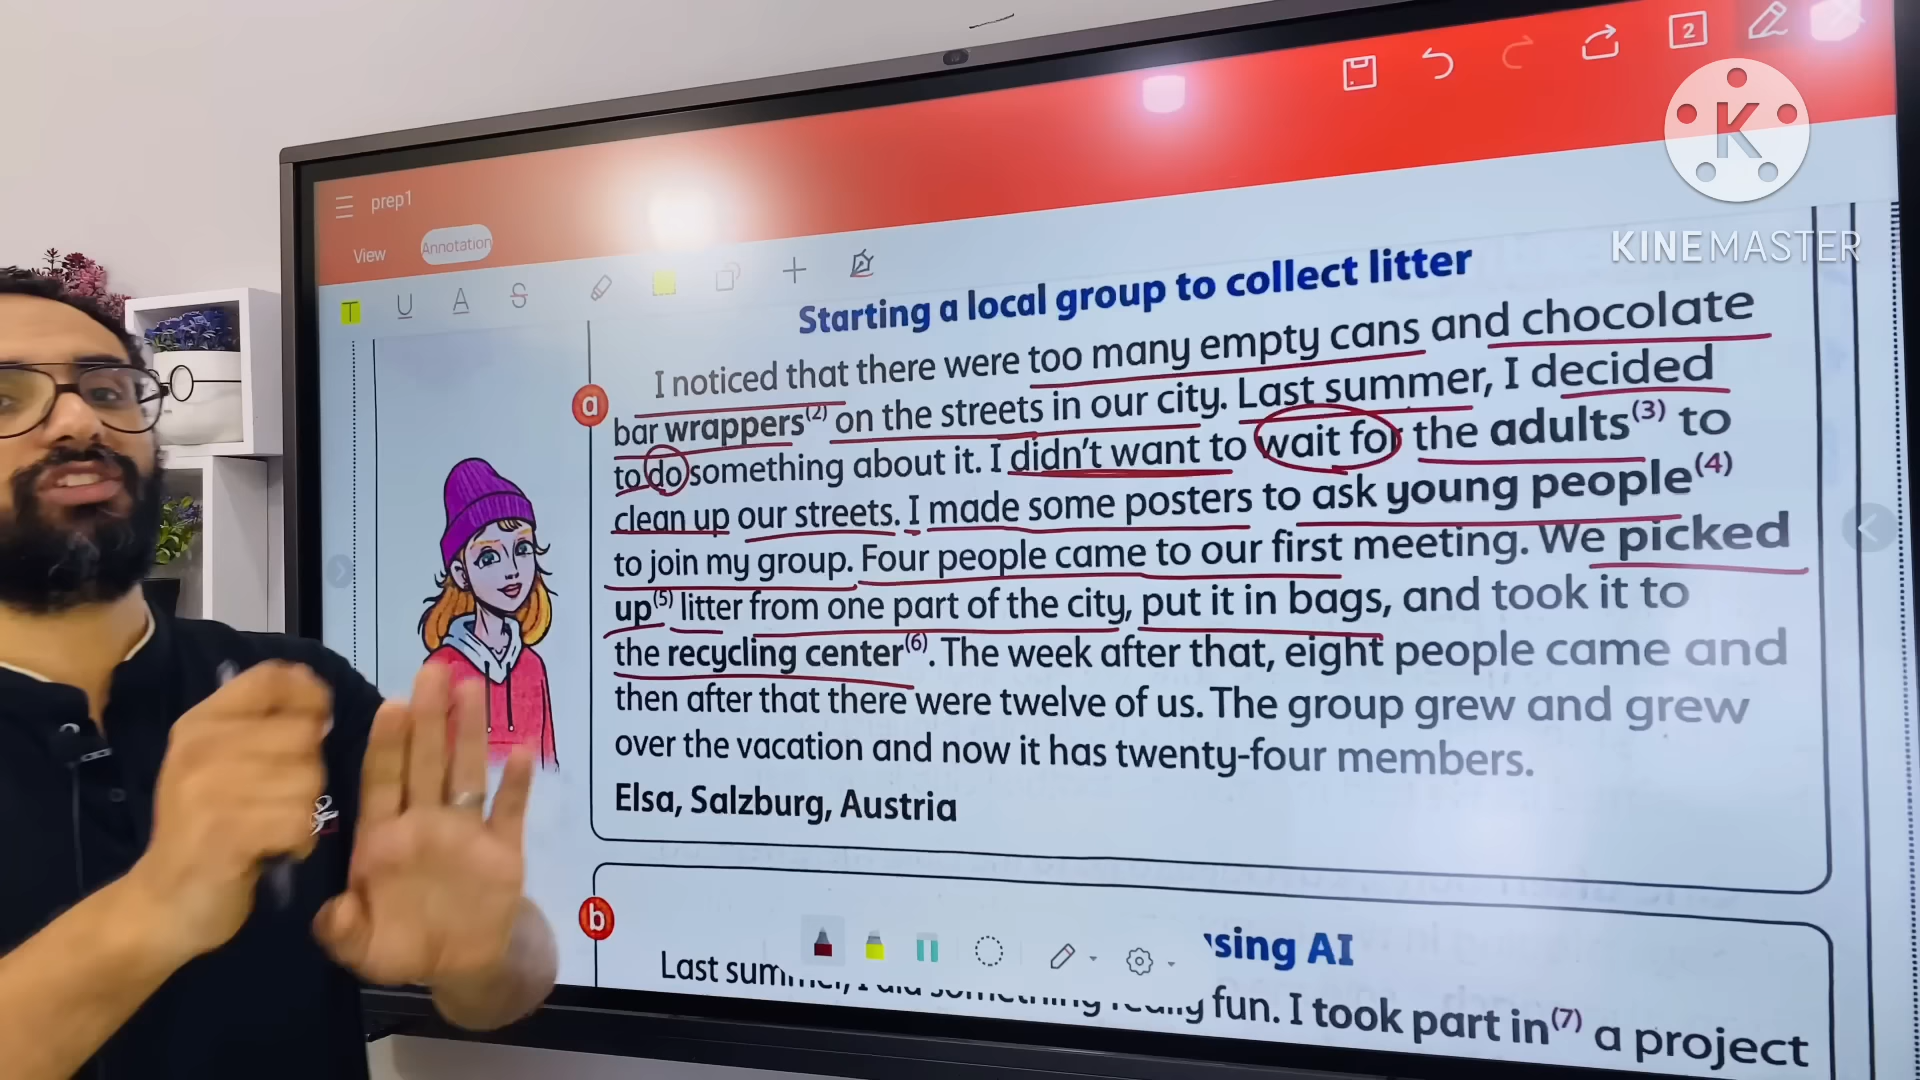 K
KINEMASTER
2
prep1
View
Annotation
T U A S
Starting a local group to collect litter
a
I noticed that there were too many empty cans and chocolate
bar wrappers(2) on the streets in our city. Last summer, I decided
to do something about it. I didn't want to wait for the adults(3) to
clean up our streets. I made some posters to ask young people(4)
to join my group. Four people came to our first meeting. We picked
up(5) litter from one part of the city, put it in bags, and took it to
the recycling center(6). The week after that, eight people came and
then after that there were twelve of us. The group grew and grew
over the vacation and now it has twenty-four members.
Elsa, Salzburg, Austria
b
sing AI
Last summer, I did something really fun. I took part in(7) a project